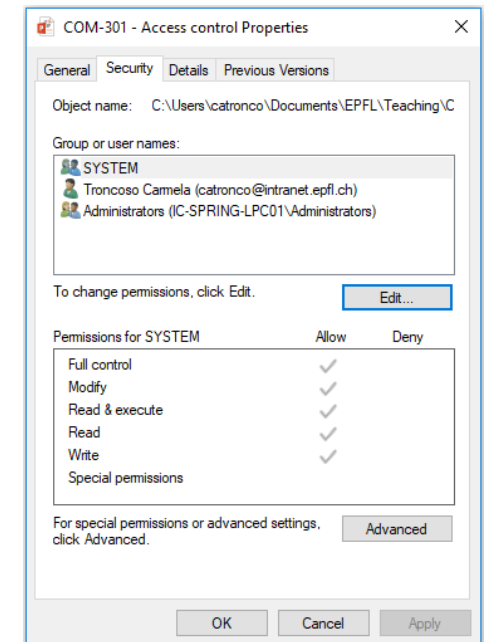 COM-301 - Access control Properties
General Security Details Previous Versions
Object name: C:\Users\catronco\Documents\EPFL\Teaching\C
Group or user names:
SYSTEM
Troncoso Carmela (catronco@intranet.epfl.ch)
Administrators (IC-SPRING-LPC01\Administrators)
To change permissions, click Edit.
Edit...
Permissions for SYSTEM Allow Deny
Full control
Modify
Read & execute
Read
Write
Special permissions
For special permissions or advanced settings,
click Advanced.
Advanced
OK Cancel Apply